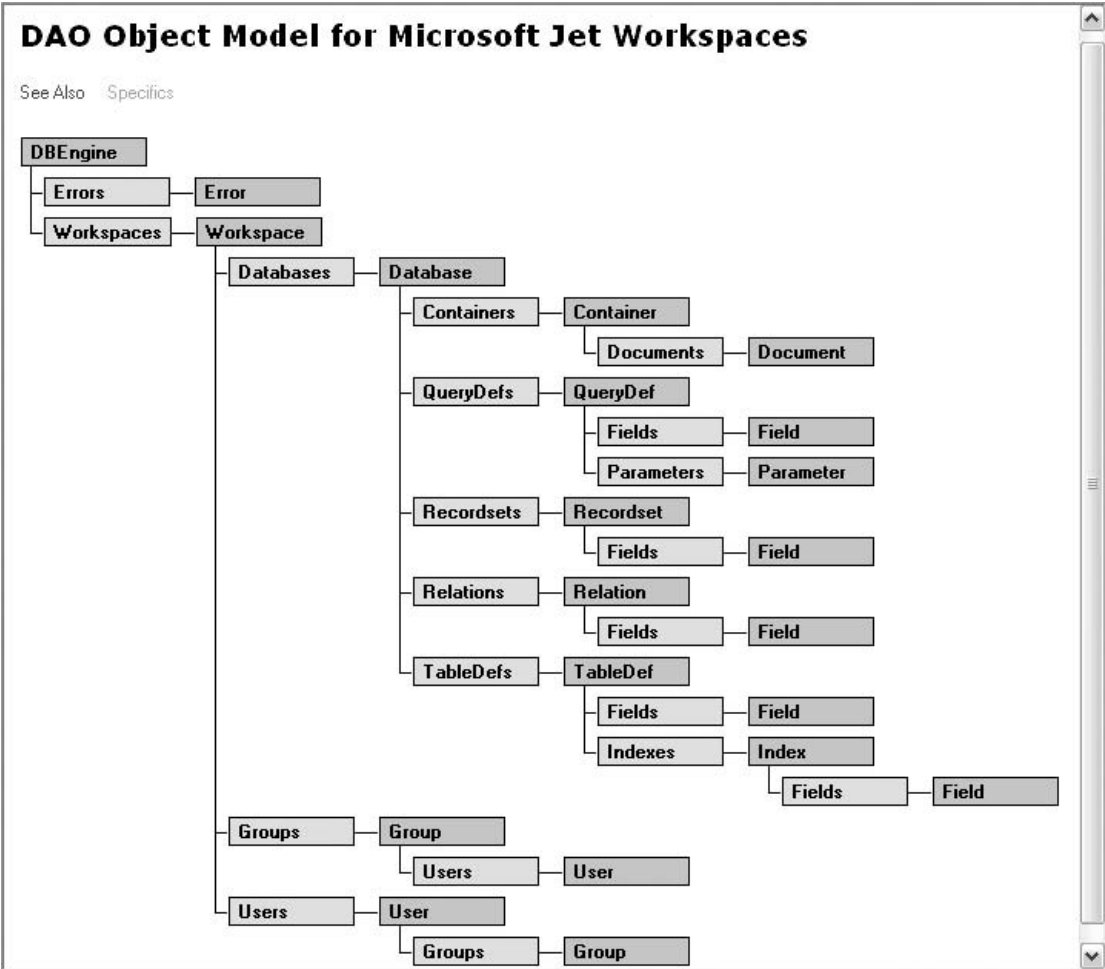 DAO Object Model for Microsoft Jet Workspaces
See Also Specifics
DBEngine
Errors Error
Workspaces Workspace
Databases Database
Containers Container
Documents Document
QueryDefs QueryDef
Fields Field
Parameters Parameter
Recordsets Recordset
Fields Field
Relations Relation
Fields Field
TableDefs TableDef
Fields Field
Indexes Index
Fields Field
Groups Group
Users User
Users User
Groups Group